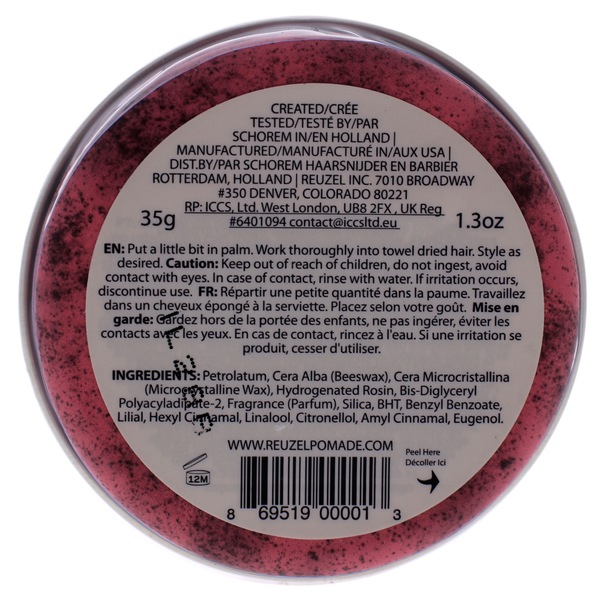 CREATED/CRÉE
TESTED/TESTÉ BY/PAR
SCHOREM IN/EN HOLLAND |
MANUFACTURED/MANUFACTURÉ IN/AUX USA |
DIST.BY/PAR SCHOREM HAARSNIJDER EN BARBIER
ROTTERDAM, HOLLAND | REUZEL INC. 7010 BROADWAY
#350 DENVER, COLORADO 80221
RP: ICCS, Ltd. West London, UB8 2FX , UK Reg
35g #6401094 contact@iccsltd.eu 1.3oz
EN: Put a little bit in palm. Work thoroughly into towel dried hair. Style as
desired. Caution: Keep out of reach of children, do not ingest, avoid
contact with eyes. In case of contact, rinse with water. If irritation occurs,
discontinue use. FR: Répartir une petite quantité dans la paume. Travaillez
dans un cheveux épongé à la serviette. Placez selon votre goût. Mise en
garde: Gardez hors de la portée des enfants, ne pas ingérer, éviter les
contacts avec les yeux. En cas de contact, rincez à l'eau. Si une irritation se
produit, cesser d'utiliser.
INGREDIENTS: Petrolatum, Cera Alba (Beeswax), Cera Microcristallina
(Microcrystalline Wax), Hydrogenated Rosin, Bis-Diglyceryl
Polyacyladipate-2, Fragrance (Parfum), Silica, BHT, Benzyl Benzoate,
Lilial, Hexyl Cinnamal, Linalool, Citronellol, Amyl Cinnamal, Eugenol.
WWW.REUZELPOMADE.COM
Peel Here
Décoller Ici
12M
8 69519 00001 3